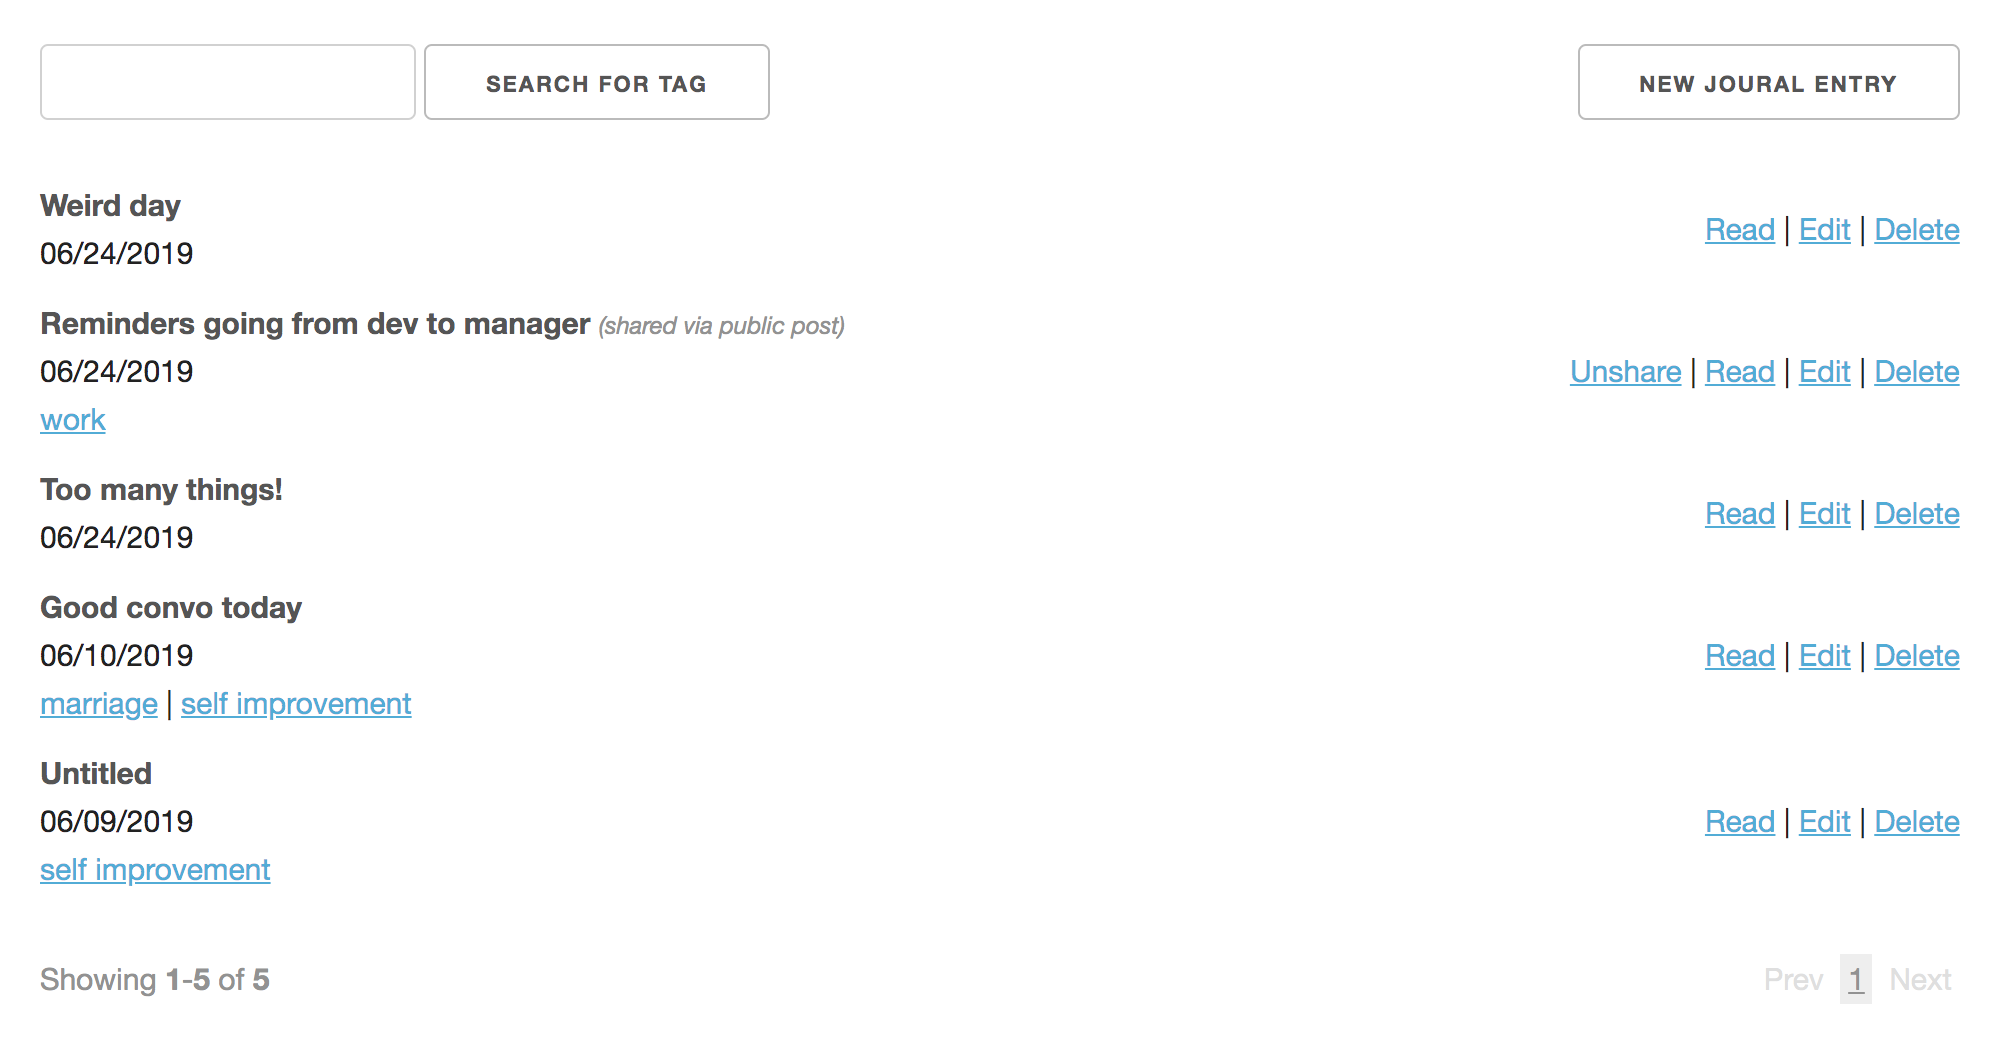 SEARCH FOR TAG
NEW JOURAL ENTRY
Weird day
06/24/2019
Read | Edit | Delete
Reminders going from dev to manager (shared via public post)
06/24/2019
Unshare | Read | Edit | Delete
work
Too many things!
06/24/2019
Read | Edit | Delete
Good convo today
06/10/2019
Read | Edit | Delete
marriage | self improvement
Untitled
06/09/2019
Read | Edit | Delete
self improvement
Showing 1-5 of 5
Prev 1 Next